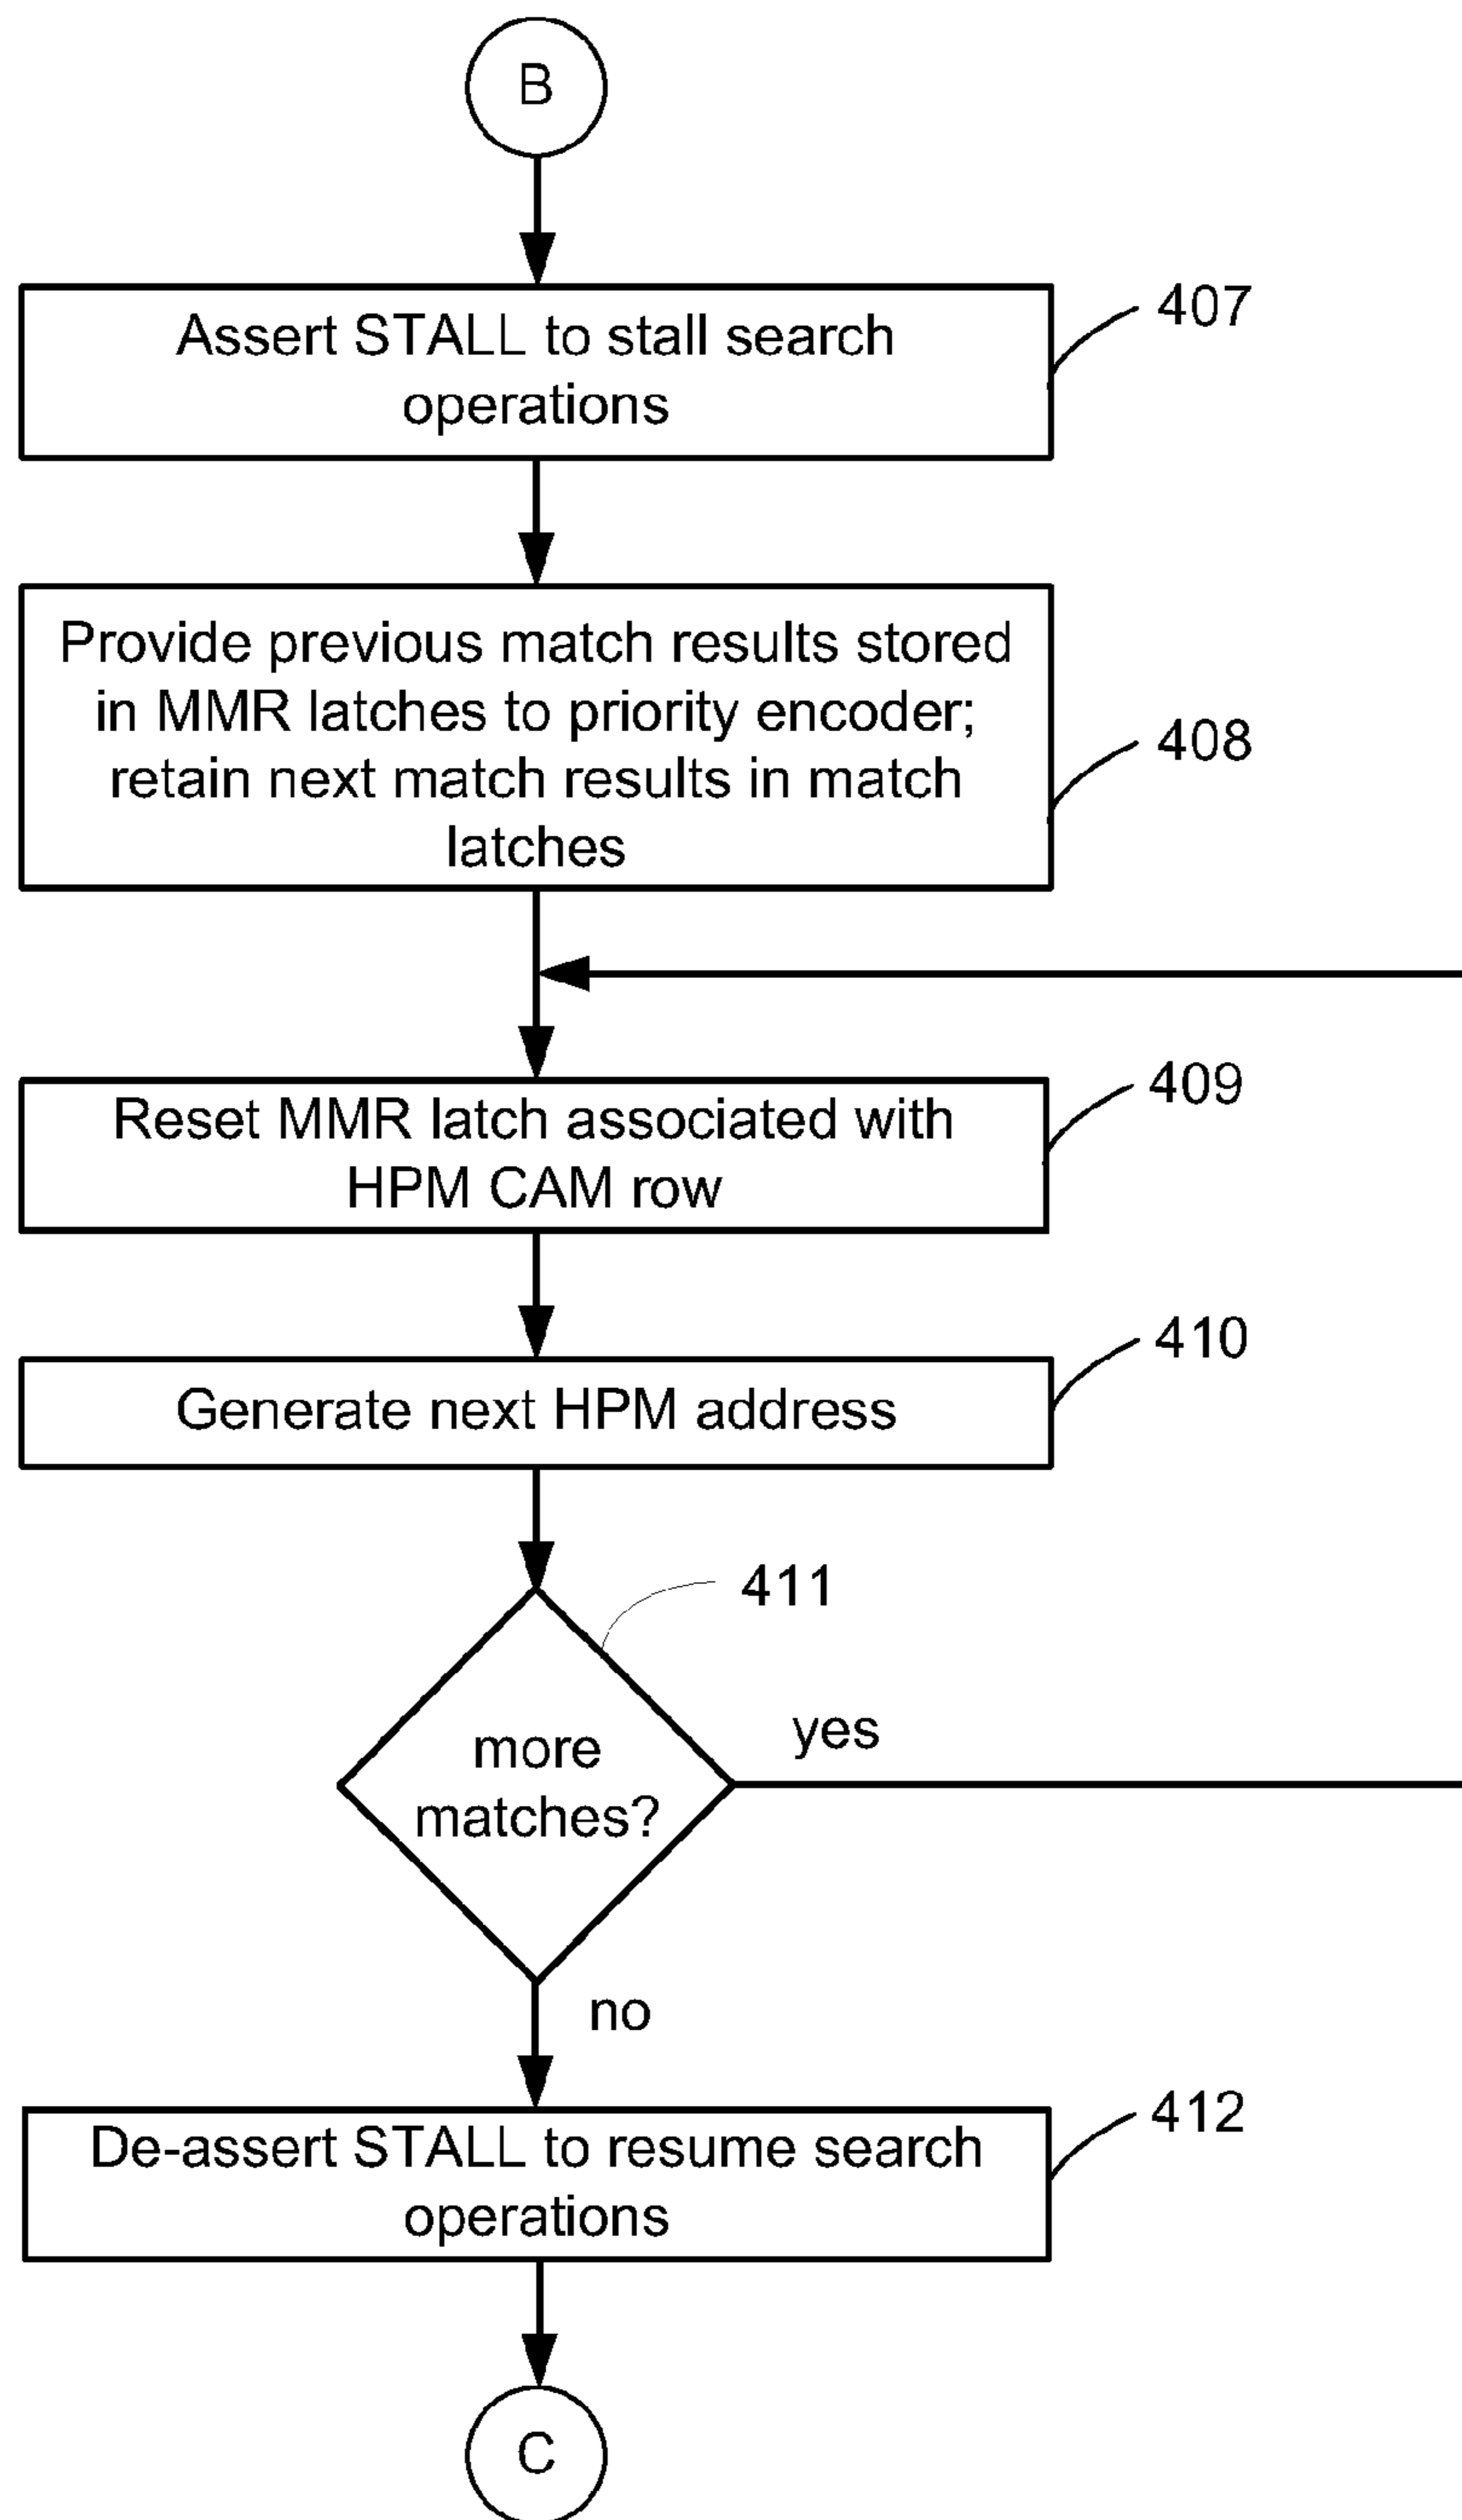 B
Assert STALL to stall search
operations
407
Provide previous match results stored
in MMR latches to priority encoder;
retain next match results in match
latches
408
Reset MMR latch associated with
HPM CAM row
409
Generate next HPM address
410
411
more
matches?
yes
no
De-assert STALL to resume search
operations
412
C